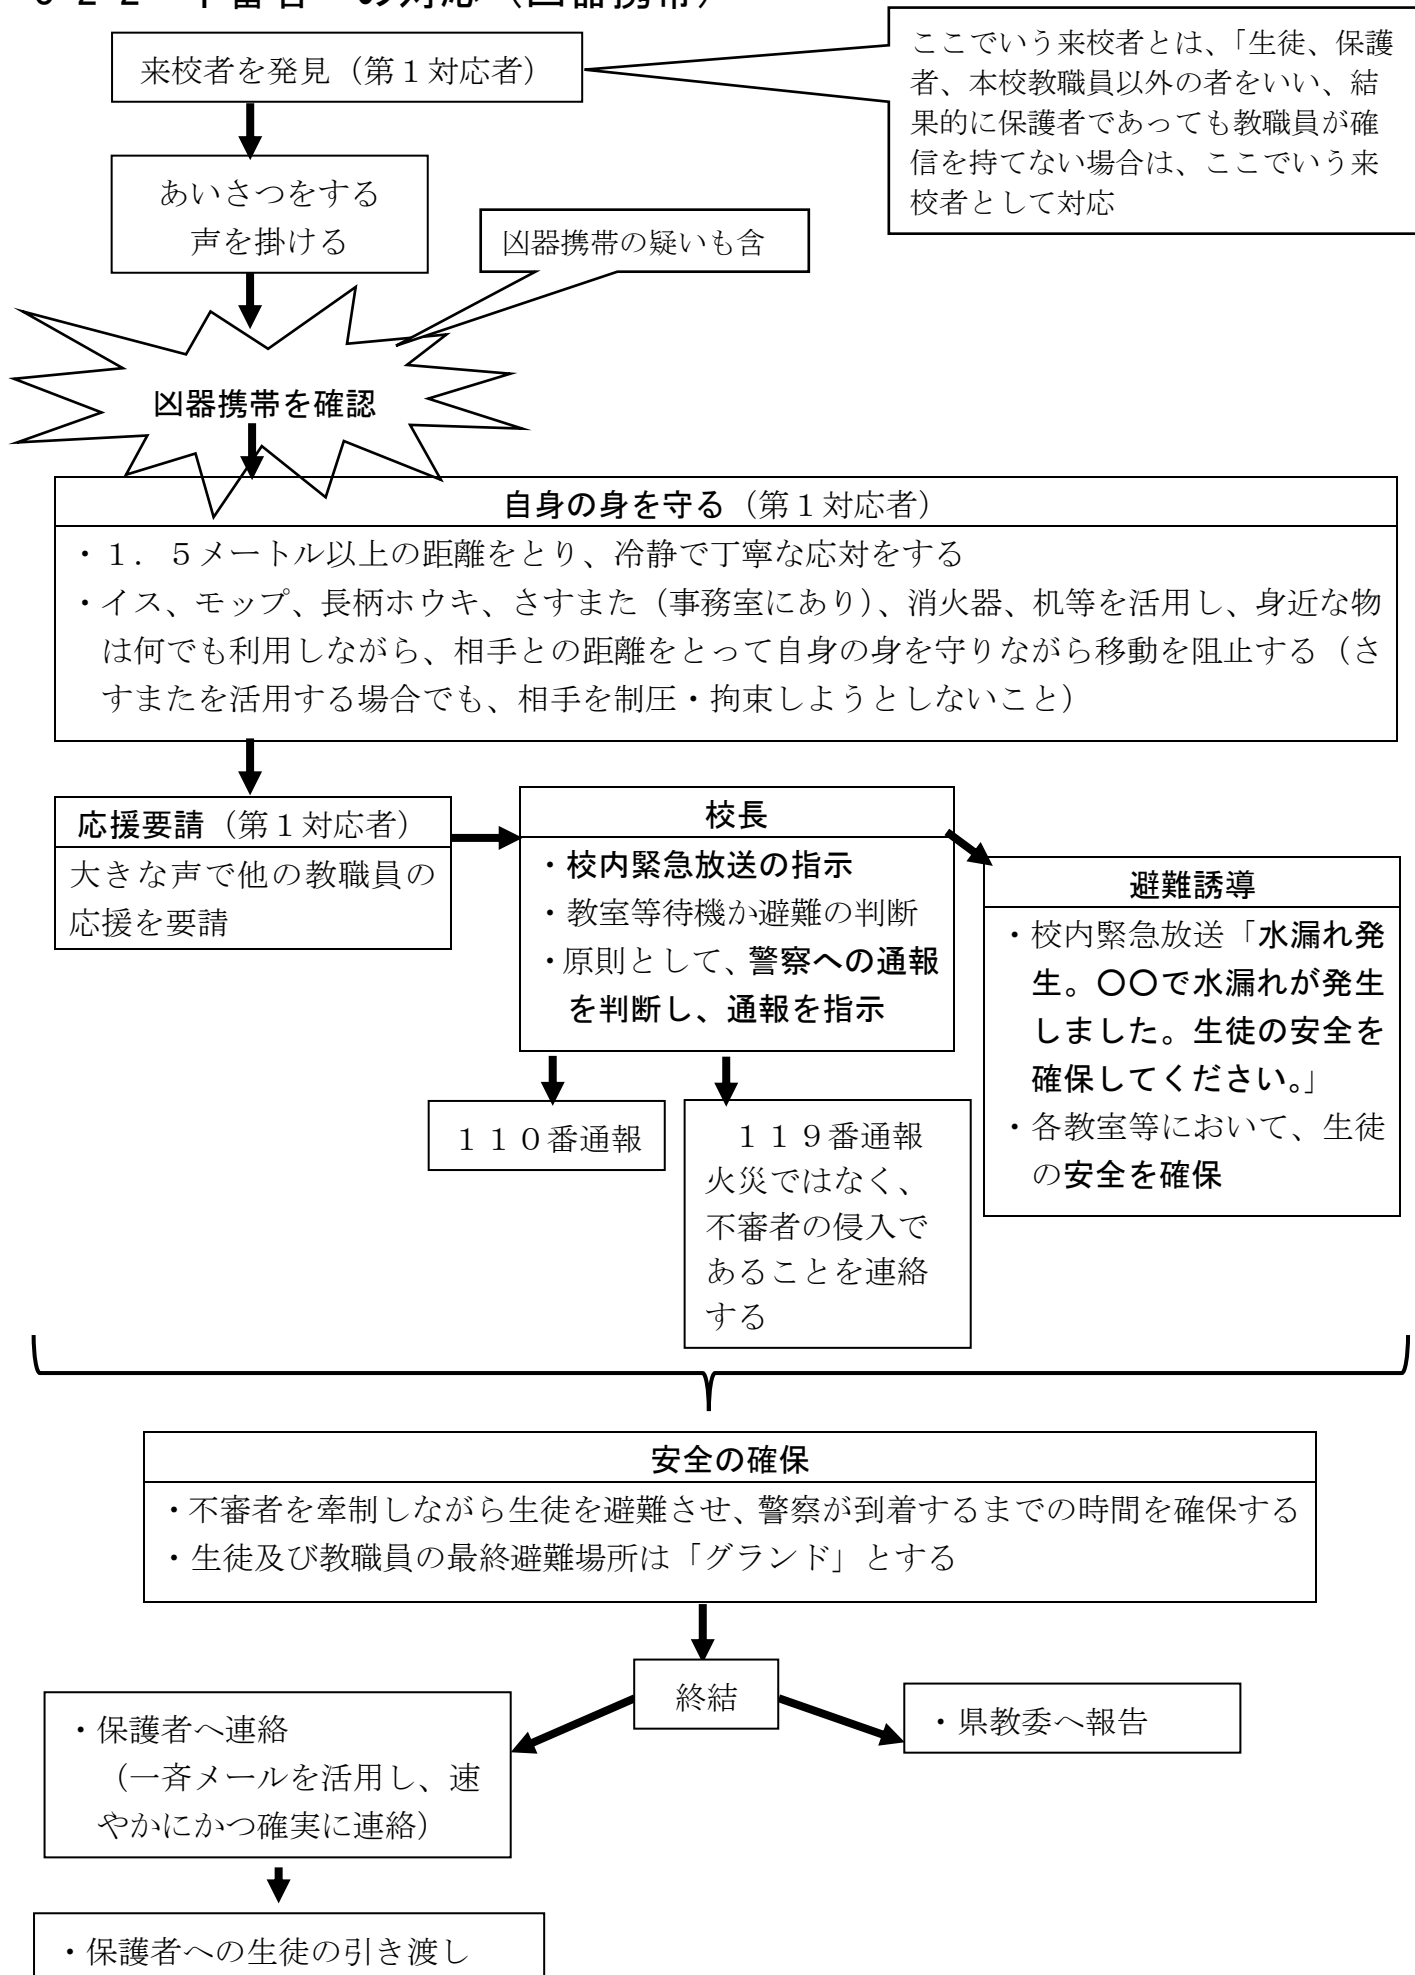 来校者を発見（第１対応者）
ここでいう来校者とは、「生徒、保護
者、本校教職員以外の者をいい、結
果的に保護者であっても教職員が確
信を持てない場合は、ここでいう来
校者として対応
あいさつをする
声を掛ける
凶器携帯の疑いも含
凶器携帯を確認
自身の身を守る（第１対応者）
・１．５メートル以上の距離をとり、冷静で丁寧な応対をする
・イス、モップ、長柄ホウキ、さすまた（事務室にあり）、消火器、机等を活用し、身近な物
は何でも利用しながら、相手との距離をとって自身の身を守りながら移動を阻止する（さ
すまたを活用する場合でも、相手を制圧・拘束しようとしないこと）
応援要請（第１対応者）
大きな声で他の教職員の
応援を要請
校長
・校内緊急放送の指示
・教室等待機か避難の判断
・原則として、警察への通報
を判断し、通報を指示
避難誘導
・校内緊急放送「水漏れ発
生。〇〇で水漏れが発生
しました。生徒の安全を
確保してください。」
・各教室等において、生徒
の安全を確保
１１０番通報
１１９番通報
火災ではなく、
不審者の侵入で
あることを連絡
する
安全の確保
・不審者を牽制しながら生徒を避難させ、警察が到着するまでの時間を確保する
・生徒及び教職員の最終避難場所は「グランド」とする
終結
・保護者へ連絡
（一斉メールを活用し、速
やかにかつ確実に連絡）
・県教委へ報告
・保護者への生徒の引き渡し